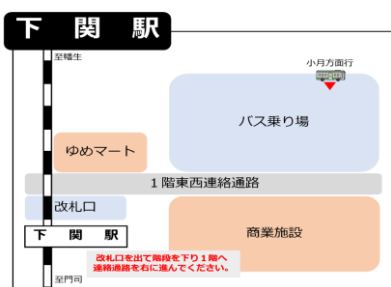 下関駅
至幡生
小月方面行
バス乗り場
ゆめマート
１階東西連絡通路
改札口
下関駅
商業施設
改札口を出て階段を下り１階へ
連絡通路を右に進んでください。
至門司